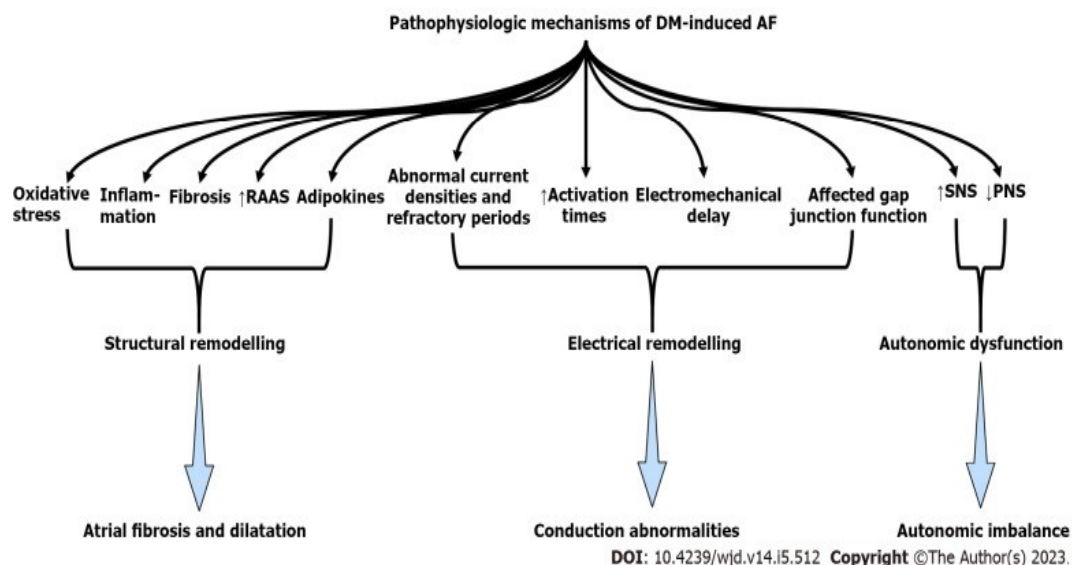 Pathophysiologic mechanisms of DM-induced AF
Oxidative
stress
Inflam-
mation
Fibrosis
↑RAAS
Adipokines
Abnormal current
densities and
refractory periods
↑Activation
times
Electromechanical
delay
Affected gap
junction function
↑SNS
↓PNS
Structural remodelling
Electrical remodelling
Autonomic dysfunction
Atrial fibrosis and dilatation
Conduction abnormalities
Autonomic imbalance
DOI: 10.4239/wjd.v14.i5.512 Copyright ©The Author(s) 2023.